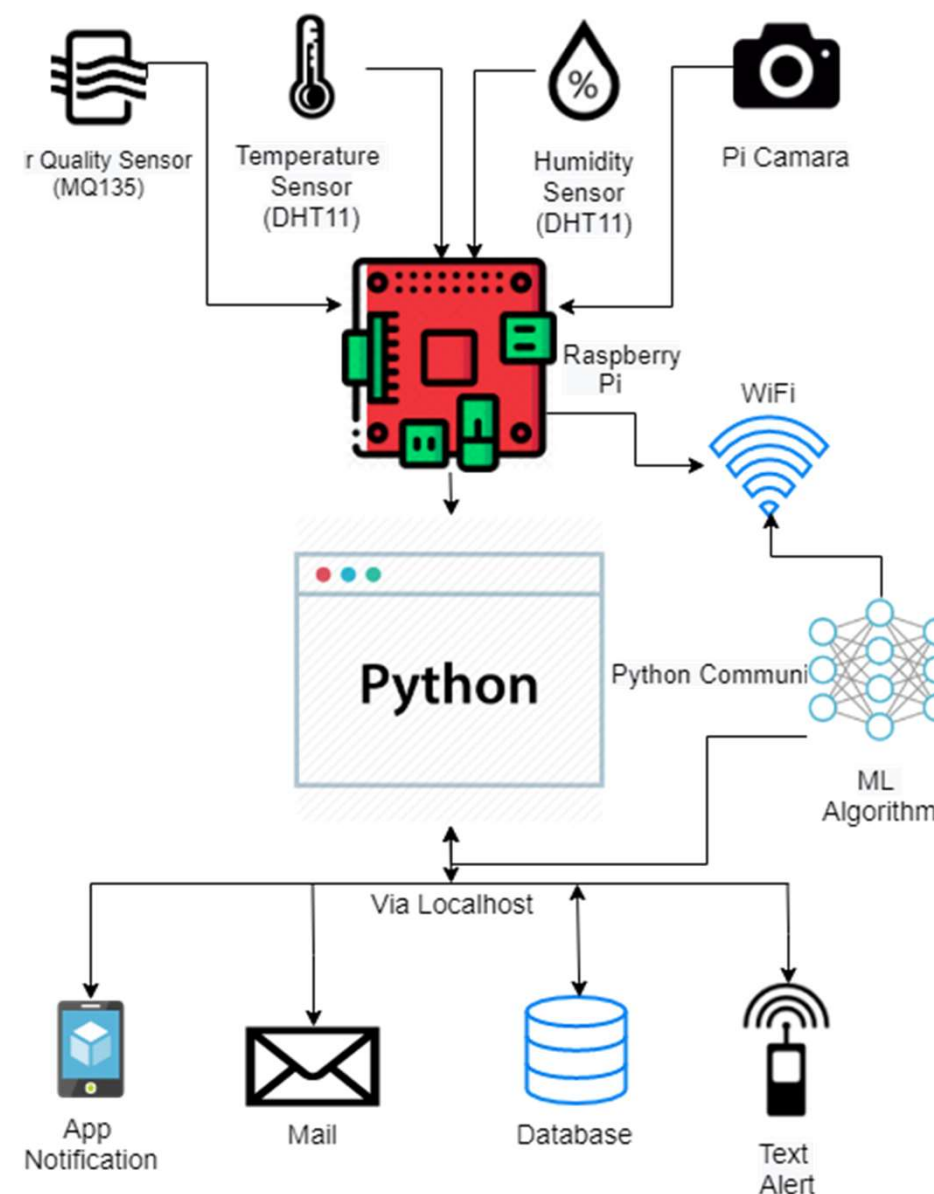 r Quality Sensor
(MQ135)
Temperature
Sensor
(DHT11)
%
Humidity
Sensor
(DHT11)
Pi Camara
Raspberry
Pi
WiFi
Python
Python Communi
ML
Algorithm
Via Localhost
App
Notification
Mail
Database
Text
Alert